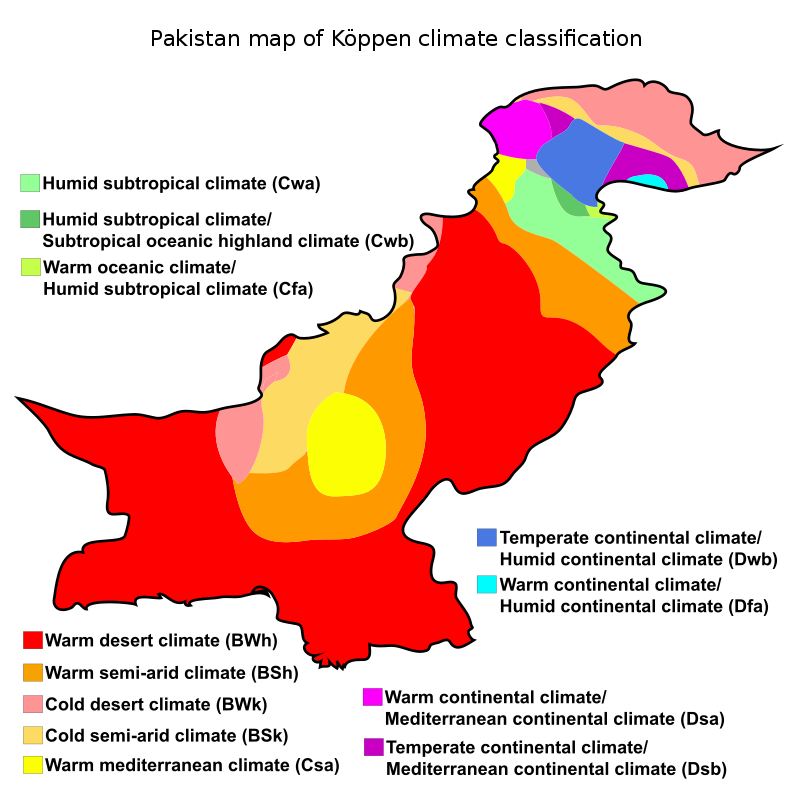 Pakistan map of Köppen climate classification
Humid subtropical climate (Cwa)
Humid subtropical climate/
Subtropical oceanic highland climate (Cwb)
Warm oceanic climate/
Humid subtropical climate (Cfa)
Temperate continental climate/
Humid continental climate (Dwb)
Warm continental climate/
Humid continental climate (Dfa)
Warm desert climate (BWh)
Warm semi-arid climate (BSh)
Cold desert climate (BWk)
Cold semi-arid climate (BSk)
Warm mediterranean climate (Csa)
Warm continental climate/
Mediterranean continental climate (Dsa)
Temperate continental climate/
Mediterranean continental climate (Dsb)